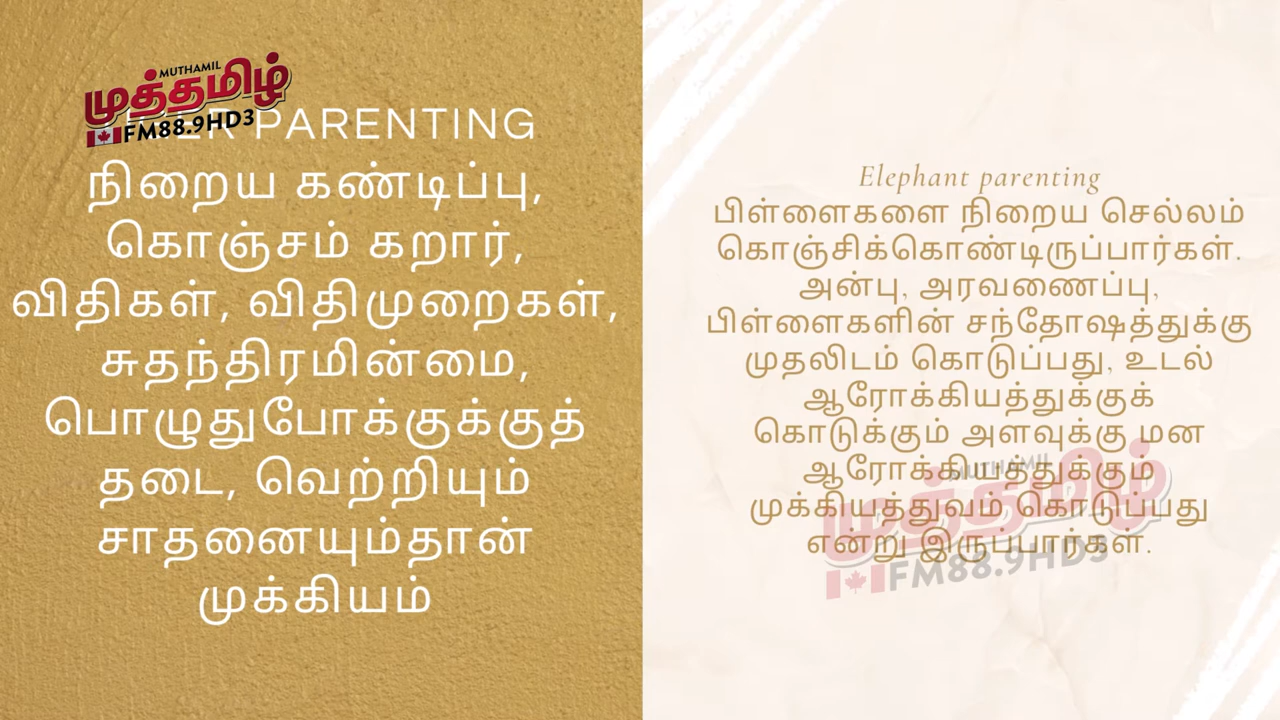 MUTHAMIL
முத்தமிழ்
FM88.9HD3
PARENTING
நிறைய கண்டிப்பு,
கொஞ்சம் கறார்,
விதிகள், விதிமுறைகள்,
சுதந்திரமின்மை,
பொழுதுபோக்குக்குத்
தடை, வெற்றியும்
சாதனையும்தான்
முக்கியம்
Elephant parenting
பிள்ளைகளை நிறைய செல்லம்
கொஞ்சிக்கொண்டிருப்பார்கள்.
அன்பு, அரவணைப்பு,
பிள்ளைகளின் சந்தோஷத்துக்கு
முதலிடம் கொடுப்பது, உடல்
ஆரோக்கியத்துக்குக்
கொடுக்கும் அளவுக்கு மன
ஆரோக்கியத்துக்கும்
முக்கியத்துவம் கொடுப்பது
என்று இருப்பார்கள்.
MUTHAMIL
முத்தமிழ்
FM88.9HD3